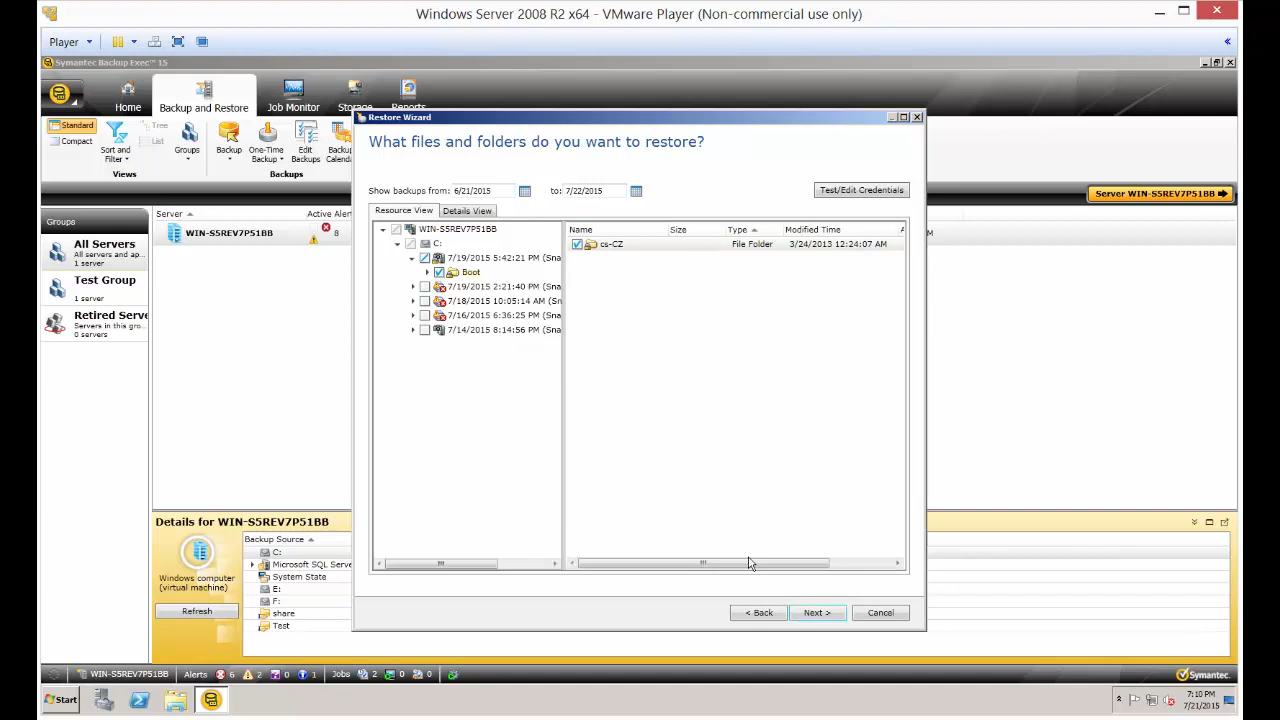 Windows Server 2008 R2 x64 - VMware Player (Non-commercial use only)
Player
Symantec Backup Exec™ 15
Home
Backup and Restore
Job Monitor
Storage
Reports
Standard
Compact
Sort and Filter
Tree
List
Groups
Backup
One-Time Backup
Edit Backups
Backup Calenda
Views
Backups
Server WIN-S5REV7P51BB
Groups
All Servers
All servers and ap...
1 server
Test Group
1 server
Retired Serve
Servers in this gro...
0 servers
Server
Active Aler
WIN-S5REV7P51BB
8
M
Restore Wizard
What files and folders do you want to restore?
Show backups from: 6/21/2015 to: 7/22/2015
Test/Edit Credentials
Resource View
Details View
WIN-S5REV7P51BB
C:
7/19/2015 5:42:21 PM (Sna
Boot
7/19/2015 2:21:40 PM (Sna
7/18/2015 10:05:14 AM (Sn
7/16/2015 6:36:25 PM (Sna
7/14/2015 8:14:56 PM (Sna
Name Size Type Modified Time A
cs-CZ File Folder 3/24/2013 12:24:07 AM
< Back
Next >
Cancel
Details for WIN-S5REV7P51BB
Windows computer
(virtual machine)
Refresh
Backup Source
C:
Microsoft SQL Serve
System State
E:
F:
share
Test
WIN-S5REV7P51BB Alerts 6 2 0 1 Jobs 2 0 0
Symantec.
Start
7:10 PM
7/21/2015